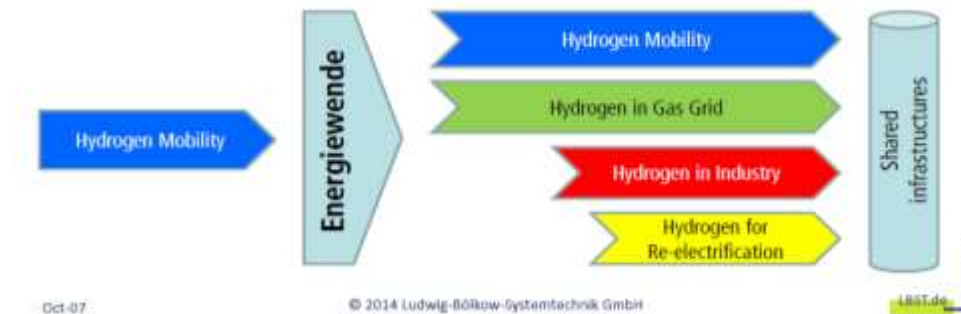 Hydrogen Mobility
Energiewende
Hydrogen Mobility
Hydrogen in Gas Grid
Hydrogen in Industry
Hydrogen for
Re-electrification
Shared
infrastructures
Oct-07
© 2014 Ludwig-Bölkow-Systemtechnik GmbH
LBST.de